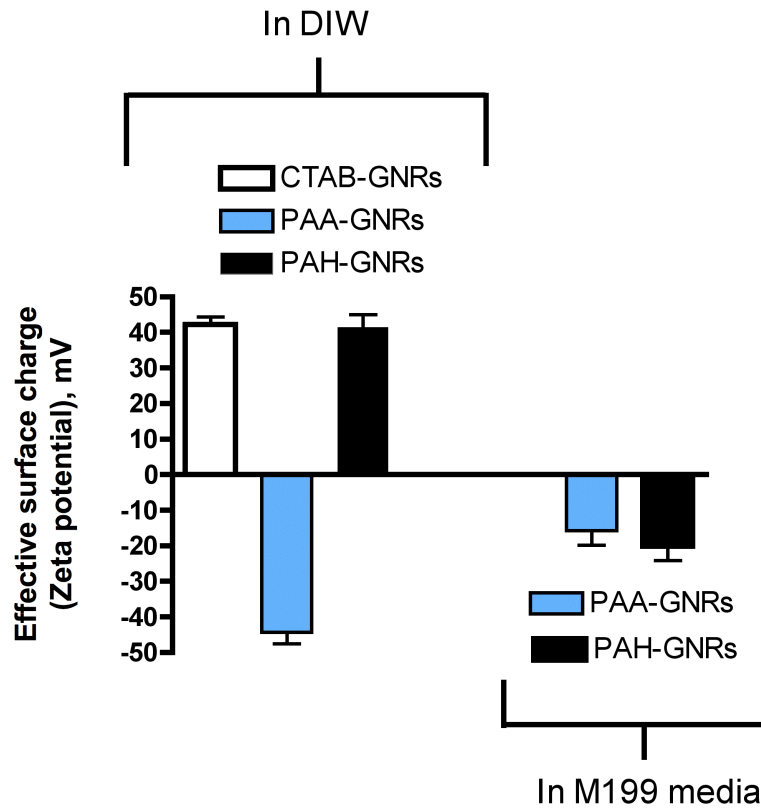 In DIW
CTAB-GNRs
PAA-GNRs
PAH-GNRs
Effective surface charge
(Zeta potential), mV
50
40
30
20
10
0
-10
-20
-30
-40
-50
PAA-GNRs
PAH-GNRs
In M199 media